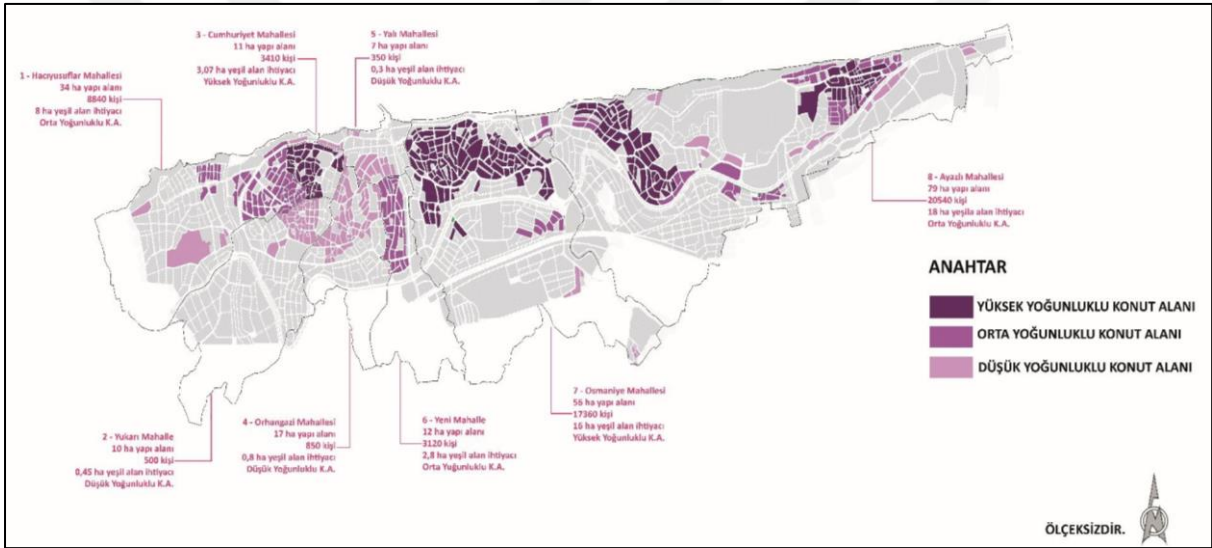 3 - Cumhuriyet Mahallesi
11 ha yapı alanı
3410 kişi
3,07 ha yeşil alan ihtiyacı
Yüksek Yoğunluklu K.A.
5 - Yalı Mahallesi
7 ha yapı alanı
350 kişi
0,3 ha yeşil alan ihtiyacı
Düşük Yoğunluklu K.A.
1 - Hacıyusuflar Mahallesi
34 ha yapı alanı
8840 kişi
8 ha yeşil alan ihtiyacı
Orta Yoğunluklu K.A.
8 - Ayazlı Mahallesi
79 ha yapı alanı
20540 kişi
18 ha yeşila alan ihtiyacı
Orta Yoğunluklu K.A.
ANAHTAR
YÜKSEK YOĞUNLUKLU KONUT ALANI
ORTA YOĞUNLUKLU KONUT ALANI
DÜŞÜK YOĞUNLUKLU KONUT ALANI
2 - Yukarı Mahalle
10 ha yapı alanı
500 kişi
0,45 ha yeşil alan ihtiyacı
Düşük Yoğunluklu K.A.
4 - Orhangazi Mahallesi
17 ha yapı alanı
850 kişi
0,8 ha yeşil alan ihtiyacı
Düşük Yoğunluklu K.A.
6 - Yeni Mahalle
12 ha yapı alanı
3120 kişi
2,8 ha yeşil alan ihtiyacı
Orta Yoğunluklu K.A.
7 - Osmaniye Mahallesi
56 ha yapı alanı
17360 kişi
16 ha yeşil alan ihtiyacı
Yüksek Yoğunluklu K.A.
ÖLÇEKSİZDİR.
N